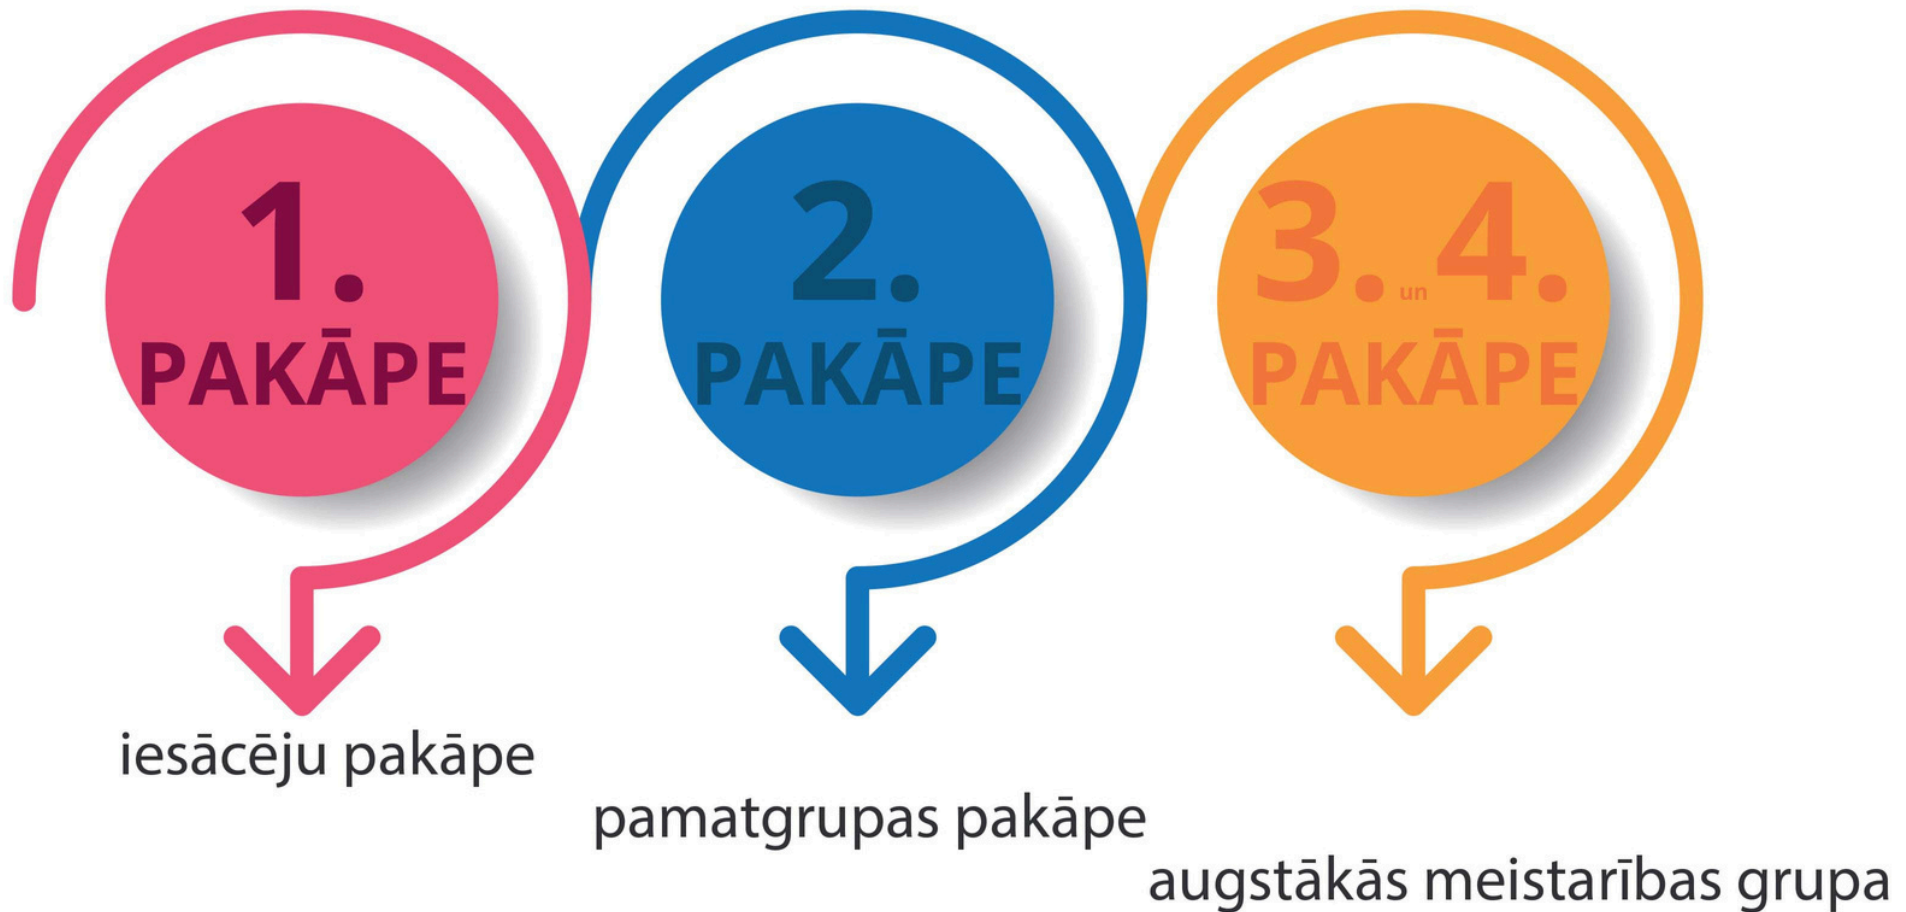 1.
PAKĀPE
2.
PAKĀPE
3. un 4.
PAKĀPE
iesācēju pakāpe
pamatgrupas pakāpe
augstākās meistarības grupa